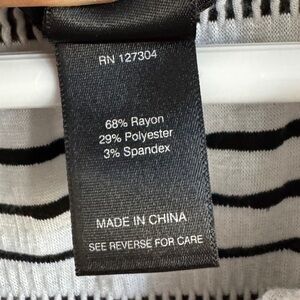 RN 127304
68% Rayon
29% Polyester
3% Spandex
MADE IN CHINA
SEE REVERSE FOR CARE